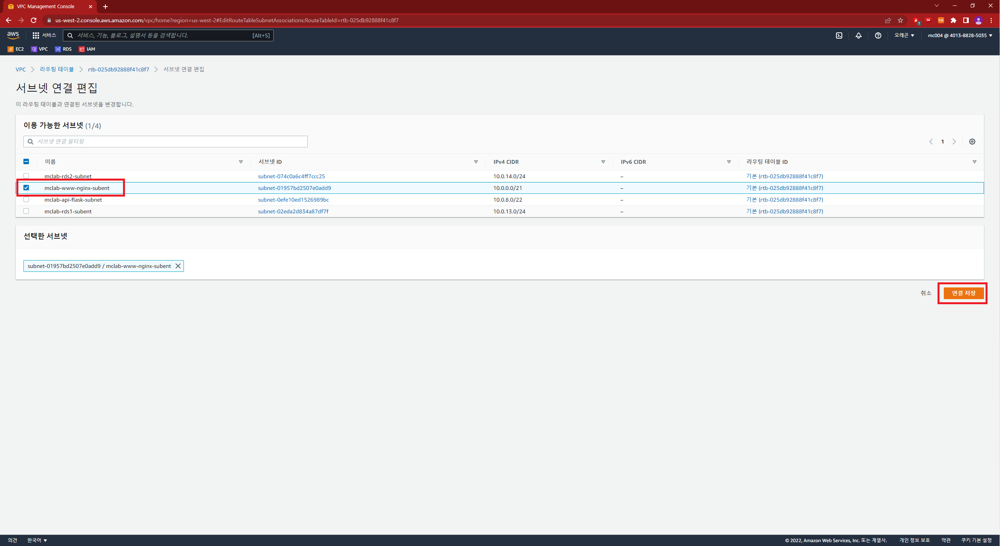 VPC Management Console
us-west-2.console.aws.amazon.com/vpc/home?region=us-west-2#EditRouteTableSubnetAssociations:RouteTableId=rtb-025db92888f41c8f7
1
aws 서비스 서비스, 기능, 블로그, 설명서 등을 검색합니다. [Alt+S] 오레곤 mc004 @ 4013-8828-5035
EC2 VPC RDS IAM
VPC 라우팅 테이블 rtb-025db92888f41c8f7 서브넷 연결 편집
서브넷 연결 편집
이 라우팅 테이블과 연결된 서브넷을 변경합니다.
이용 가능한 서브넷 (1/4)
서브넷 연결 필터링 1
이름 서브넷 ID IPv4 CIDR IPv6 CIDR 라우팅 테이블 ID
mclab-rds2-subnet subnet-074c0a6c4ff7ccc25 10.0.14.0/24 – 기본 (rtb-025db92888f41c8f7)
mclab-www-nginx-subent subnet-01957bd2507e0add9 10.0.0.0/21 – 기본 (rtb-025db92888f41c8f7)
mclab-api-flask-subnet subnet-0efe10ed1526989bc 10.0.8.0/22 – 기본 (rtb-025db92888f41c8f7)
mclab-rds1-subent subnet-02eda2d834a87df7f 10.0.13.0/24 – 기본 (rtb-025db92888f41c8f7)
선택한 서브넷
subnet-01957bd2507e0add9 / mclab-www-nginx-subent
취소 연결 저장
의견 한국어 © 2022, Amazon Web Services, Inc. 또는 계열사. 개인 정보 보호 약관 쿠키 기본 설정